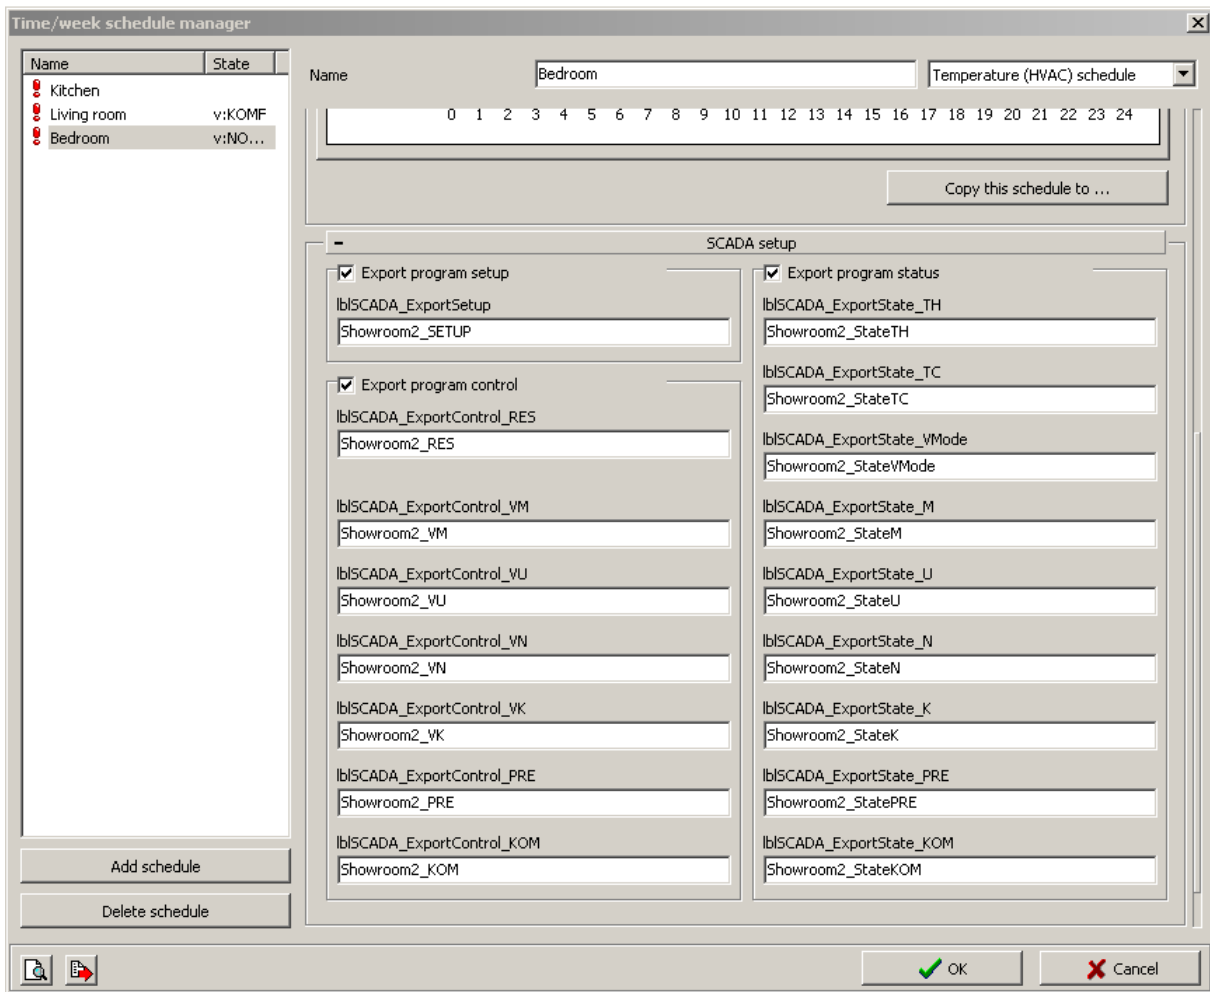 Time/week schedule manager
Name State
Kitchen
Living room v:KOMF
Bedroom v:NO...
Add schedule
Delete schedule
Name Bedroom Temperature (HVAC) schedule
0 1 2 3 4 5 6 7 8 9 10 11 12 13 14 15 16 17 18 19 20 21 22 23 24
Copy this schedule to ...
SCADA setup
Export program setup
lblSCADA_ExportSetup
Showroom2_SETUP
Export program control
lblSCADA_ExportControl_RES
Showroom2_RES
lblSCADA_ExportControl_VM
Showroom2_VM
lblSCADA_ExportControl_VU
Showroom2_VU
lblSCADA_ExportControl_VN
Showroom2_VN
lblSCADA_ExportControl_VK
Showroom2_VK
lblSCADA_ExportControl_PRE
Showroom2_PRE
lblSCADA_ExportControl_KOM
Showroom2_KOM
Export program status
lblSCADA_ExportState_TH
Showroom2_StateTH
lblSCADA_ExportState_TC
Showroom2_StateTC
lblSCADA_ExportState_VMode
Showroom2_StateVMode
lblSCADA_ExportState_M
Showroom2_StateM
lblSCADA_ExportState_U
Showroom2_StateU
lblSCADA_ExportState_N
Showroom2_StateN
lblSCADA_ExportState_K
Showroom2_StateK
lblSCADA_ExportState_PRE
Showroom2_StatePRE
lblSCADA_ExportState_KOM
Showroom2_StateKOM
OK
Cancel